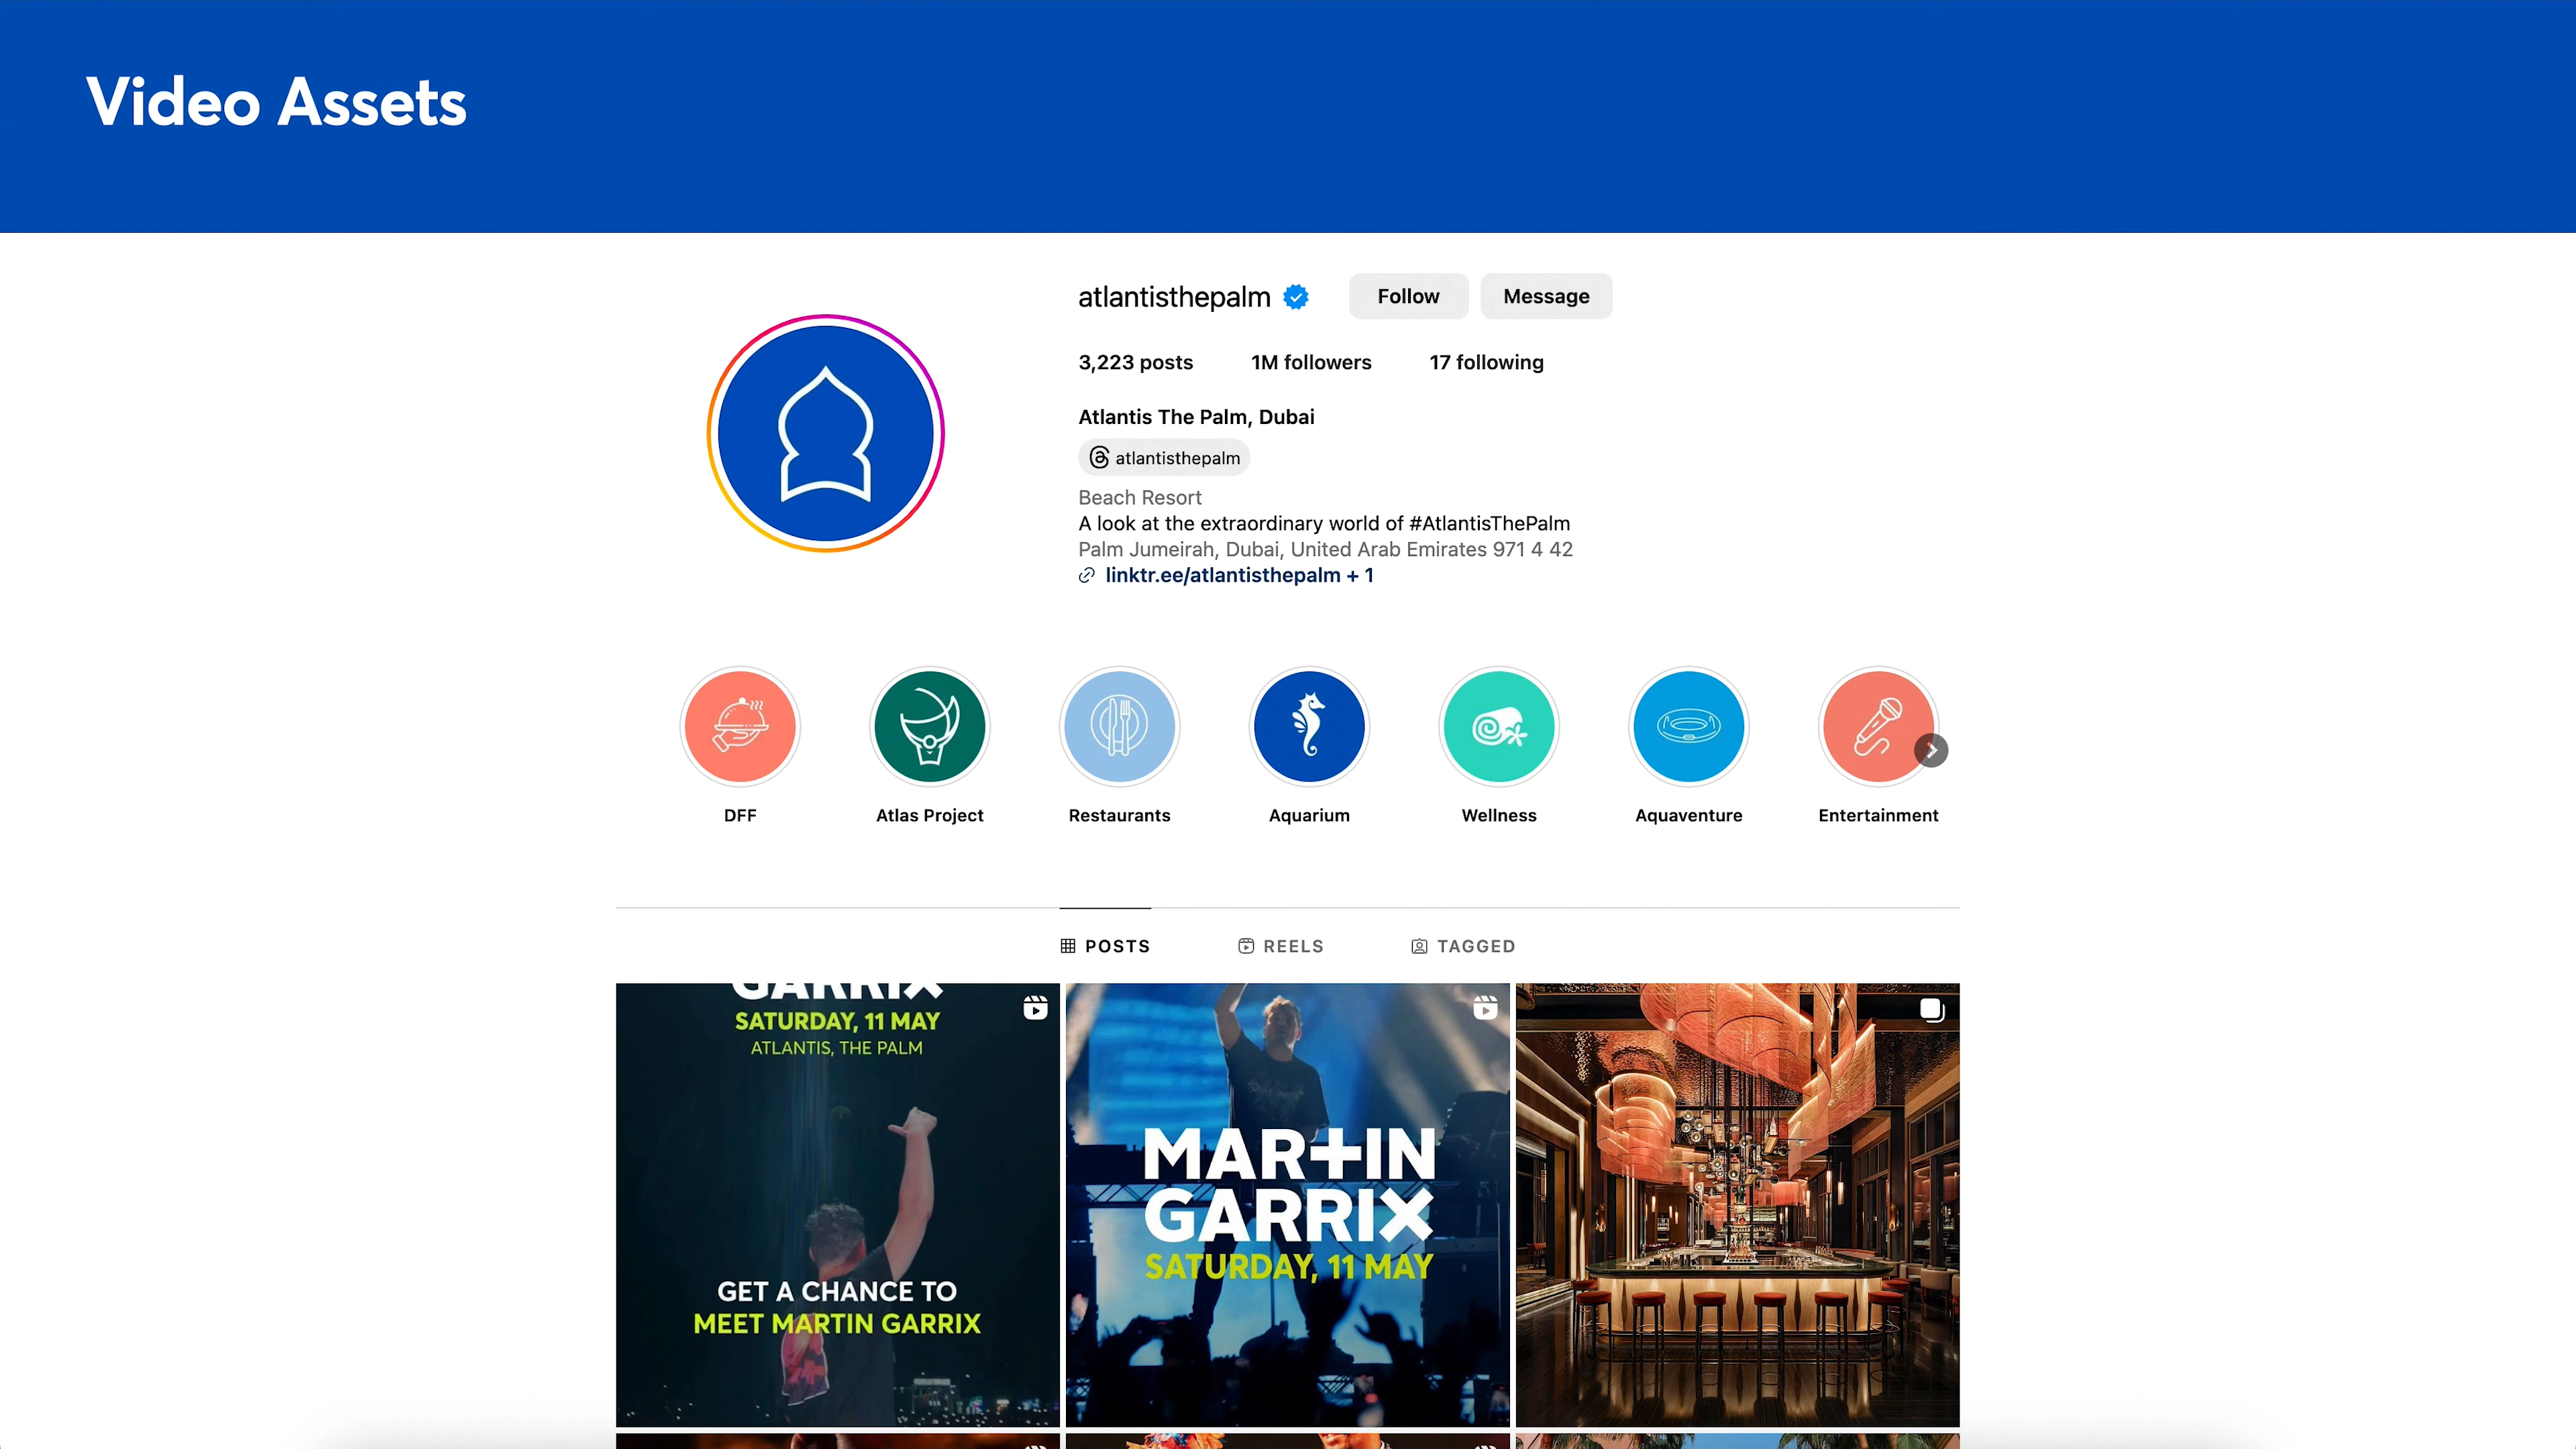 Video Assets
atlantisthepalm
Follow
Message
3,223 posts
1M followers
17 following
Atlantis The Palm, Dubai
atlantisthepalm
Beach Resort
A look at the extraordinary world of #AtlantisThePalm
Palm Jumeirah, Dubai, United Arab Emirates 971 4 42
linktr.ee/atlantisthepalm + 1
DFF
Atlas Project
Restaurants
Aquarium
Wellness
Aquaventure
Entertainment
POSTS
REELS
TAGGED
GARRIX
SATURDAY, 11 MAY
ATLANTIS, THE PALM
GET A CHANCE TO
MEET MARTIN GARRIX
MAR+IN
GARRIX
SATURDAY, 11 MAY